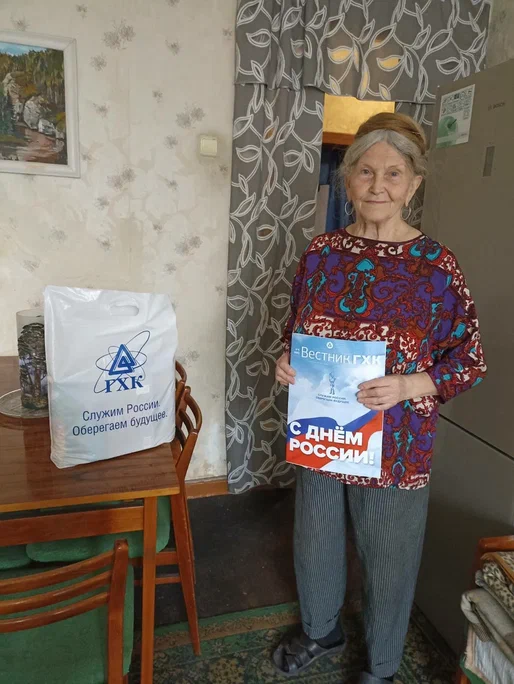 ГХК
Служим России.
Оберегаем будущее.
Вестник ГХК
С ДНЁМ
РОССИИ!